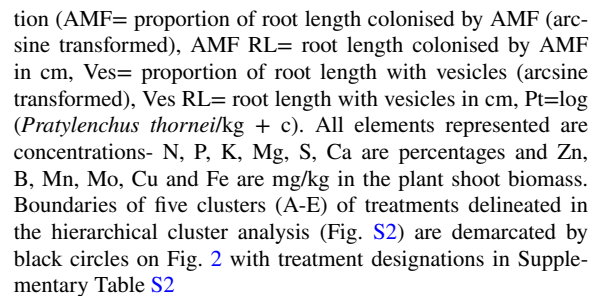 tion (AMF= proportion of root length colonised by AMF (arc-
sine transformed), AMF RL= root length colonised by AMF
in cm, Ves= proportion of root length with vesicles (arcsine
transformed), Ves RL= root length with vesicles in cm, Pt=log
(Pratylenchus thornei/kg + c). All elements represented are
concentrations- N, P, K, Mg, S, Ca are percentages and Zn,
B, Mn, Mo, Cu and Fe are mg/kg in the plant shoot biomass.
Boundaries of five clusters (A-E) of treatments delineated in
the hierarchical cluster analysis (Fig. S2) are demarcated by
black circles on Fig. 2 with treatment designations in Supple-
mentary Table S2